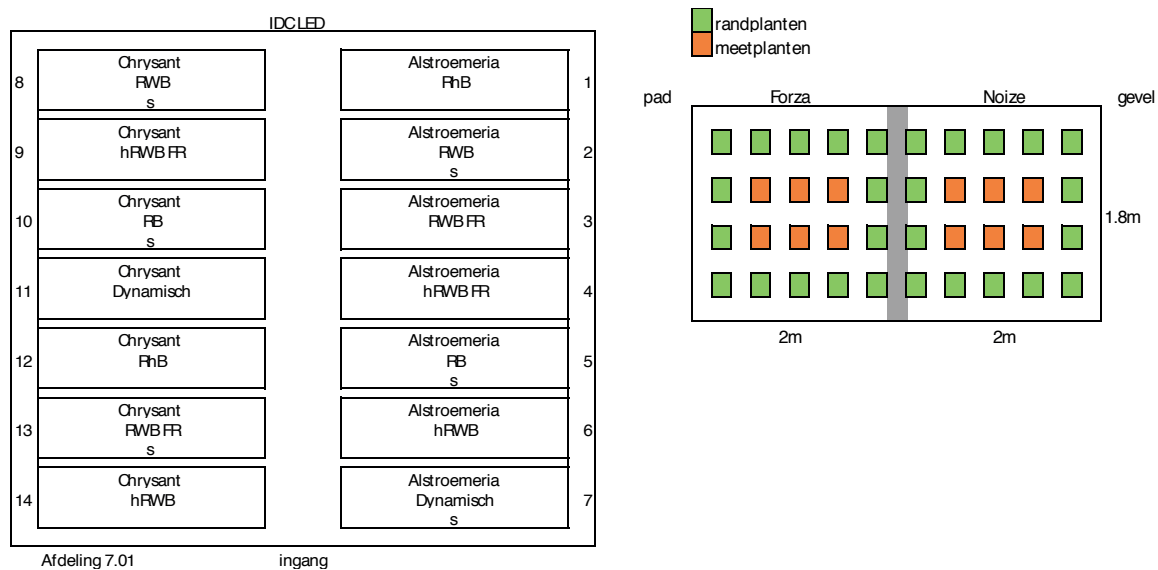 IDC LED
8
Chrysant
RWB
s
Alstroemeria
RhB
1
9
Chrysant
hRWB FR
Alstroemeria
RWB
s
2
10
Chrysant
RB
s
Alstroemeria
RWB FR
3
11
Chrysant
Dynamisch
Alstroemeria
hRWB FR
4
12
Chrysant
RhB
Alstroemeria
RB
s
5
13
Chrysant
RWB FR
s
Alstroemeria
hRWB
6
14
Chrysant
hRWB
Alstroemeria
Dynamisch
s
7
Afdeling 7.01 ingang
randplanten
meetplanten
pad Forza Noize gevel
1.8m
2m 2m